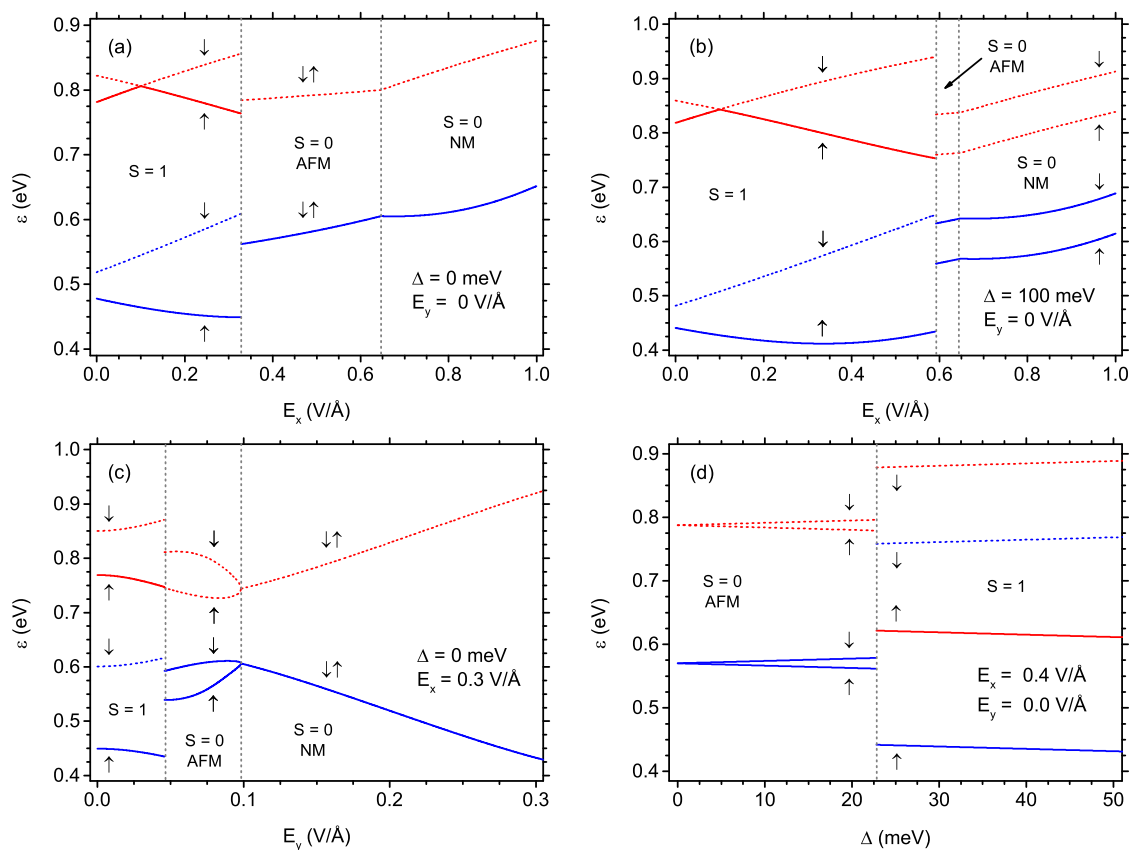 (a)
ε (eV)
0.9
0.8
0.7
0.6
0.5
0.4
↓
↑
↓
↑
S = 1
↓↑
S = 0
AFM
↓↑
S = 0
NM
Δ = 0 meV
E_y = 0 V/Å
0.0 0.2 0.4 0.6 0.8 1.0
E_x (V/Å)
(b)
ε (eV)
1.0
0.9
0.8
0.7
0.6
0.5
0.4
S = 0
AFM
↓
↑
S = 1
↓
↑
↓
↑
S = 0
NM
↓
↑
Δ = 100 meV
E_y = 0 V/Å
0.0 0.2 0.4 0.6 0.8 1.0
E_x (V/Å)
(c)
ε (eV)
1.0
0.9
0.8
0.7
0.6
0.5
0.4
↓
↑
↓
S = 1
↑
↓
↑
↓
↑
S = 0
AFM
↓↑
↓↑
S = 0
NM
Δ = 0 meV
E_x = 0.3 V/Å
0.0 0.1 0.2 0.3
E_y (V/Å)
(d)
ε (eV)
0.9
0.8
0.7
0.6
0.5
0.4
↓
↑
S = 0
AFM
↓
↑
↓
↓
S = 1
↑
↑
E_x = 0.4 V/Å
E_y = 0.0 V/Å
0 10 20 30 40 50
Δ (meV)